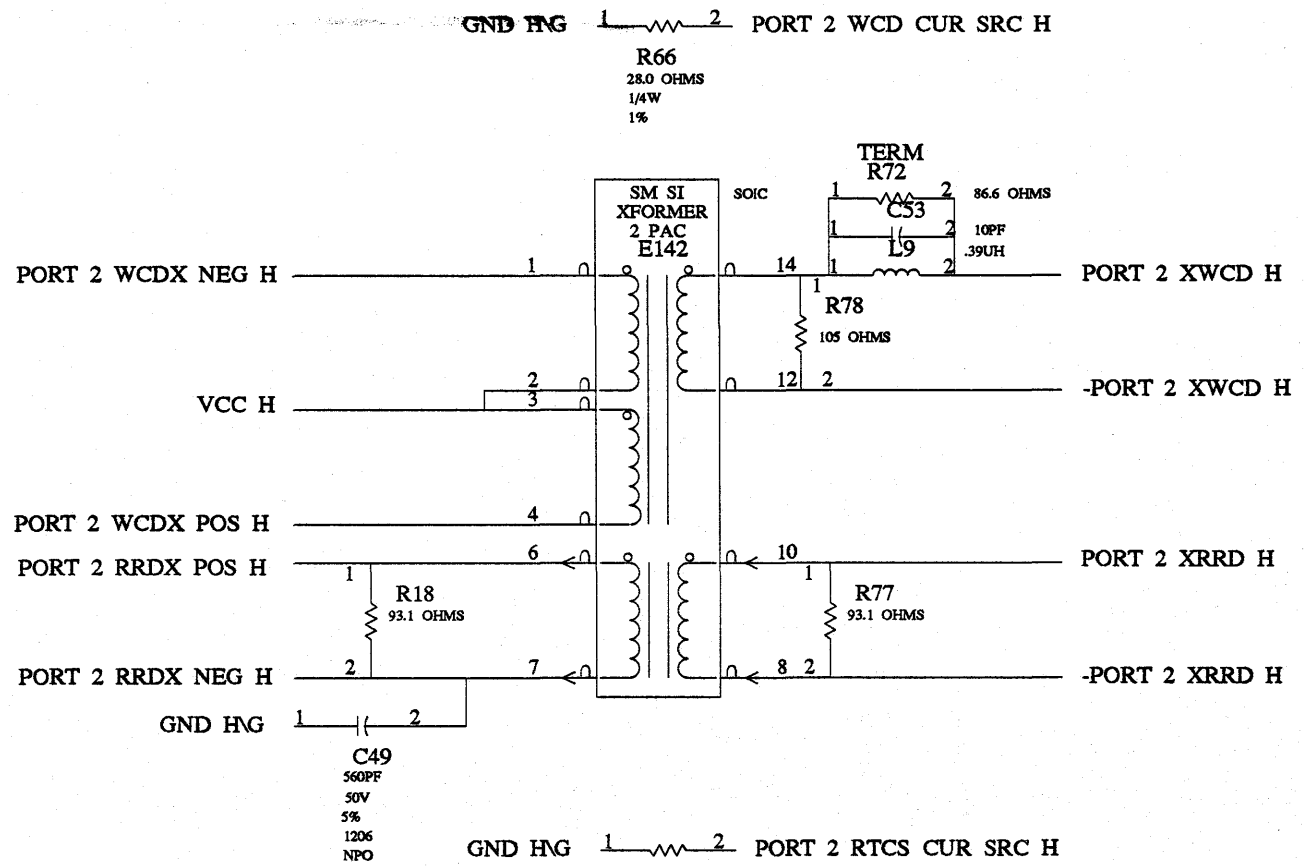 GND H\G 1 2 PORT 2 WCD CUR SRC H
R66
28.0 OHMS
1/4W
1%
TERM
R72
1 2 86.6 OHMS
C53
1 2 10PF
L9 .39UH
1 2
SM SI
XFORMER
2 PAC
E142
SOIC
PORT 2 WCDX NEG H 1 14 PORT 2 XWCD H
1
R78
105 OHMS
2 12 2 -PORT 2 XWCD H
VCC H 3
PORT 2 WCDX POS H 4
PORT 2 RRDX POS H 6 10 PORT 2 XRRD H
1 1
R18 R77
93.1 OHMS 93.1 OHMS
PORT 2 RRDX NEG H 2 7 8 2 -PORT 2 XRRD H
GND H\G 1 2
C49
560PF
50V
5%
1206
NPO
GND H\G 1 2 PORT 2 RTCS CUR SRC H